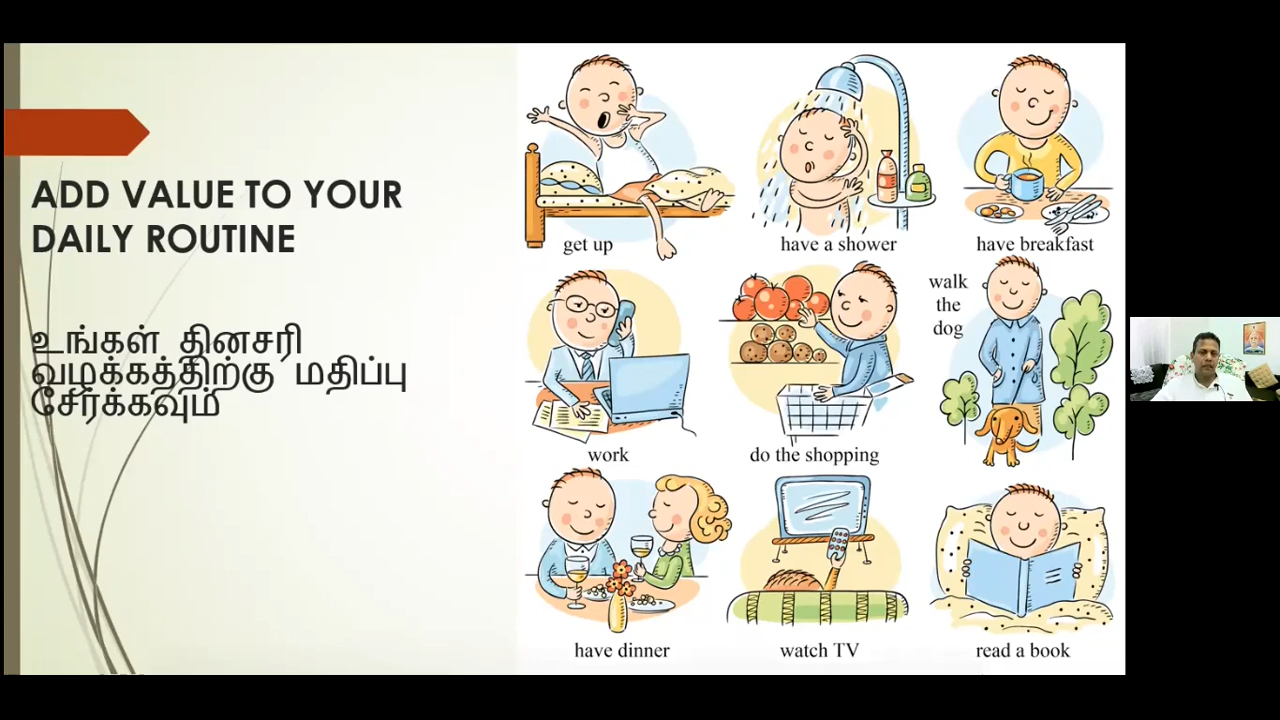 ADD VALUE TO YOUR
DAILY ROUTINE
உங்கள் தினசரி
வழக்கத்திற்கு மதிப்பு
சேர்க்கவும்
get up
have a shower
have breakfast
work
do the shopping
walk
the
dog
have dinner
watch TV
read a book